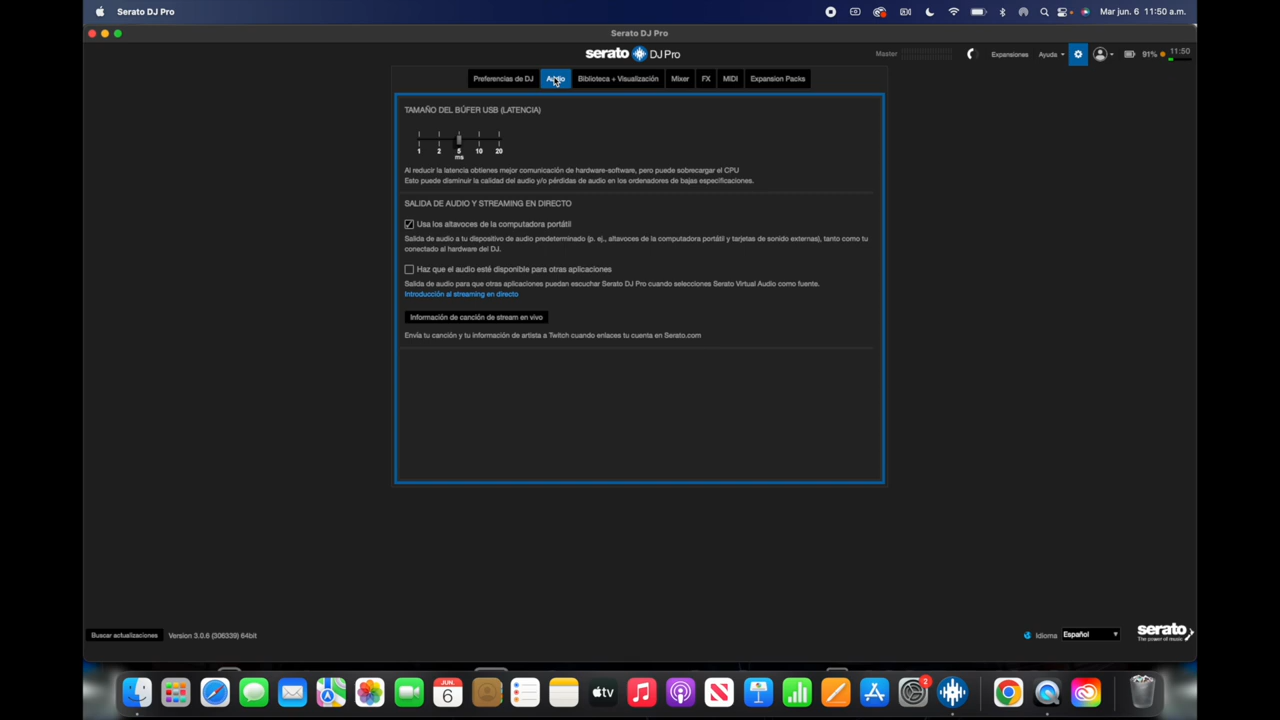 Serato DJ Pro
Mar jun. 6 11:50 a.m.
Serato DJ Pro
serato DJ Pro
Master
Expansiones
Ayuda
91%
11:50
Preferencias de DJ
Audio
Biblioteca + Visualización
Mixer
FX
MIDI
Expansion Packs
TAMAÑO DEL BÚFER USB (LATENCIA)
1 2 5 10 20
ms
Al reducir la latencia obtienes mejor comunicación de hardware-software, pero puede sobrecargar el CPU
Esto puede disminuir la calidad del audio y/o pérdidas de audio en los ordenadores de bajas especificaciones.
SALIDA DE AUDIO Y STREAMING EN DIRECTO
Usa los altavoces de la computadora portátil
Salida de audio a tu dispositivo de audio predeterminado (p. ej., altavoces de la computadora portátil y tarjetas de sonido externas), tanto como tu
conectado al hardware del DJ.
Haz que el audio esté disponible para otras aplicaciones
Salida de audio para que otras aplicaciones puedan escuchar Serato DJ Pro cuando selecciones Serato Virtual Audio como fuente.
Introducción al streaming en directo
Información de canción de stream en vivo
Envía tu canción y tu información de artista a Twitch cuando enlaces tu cuenta en Serato.com
Buscar actualizaciones
Version 3.0.6 (306339) 64bit
Idioma
Español
serato
The power of music
JUN.
6
tv
2